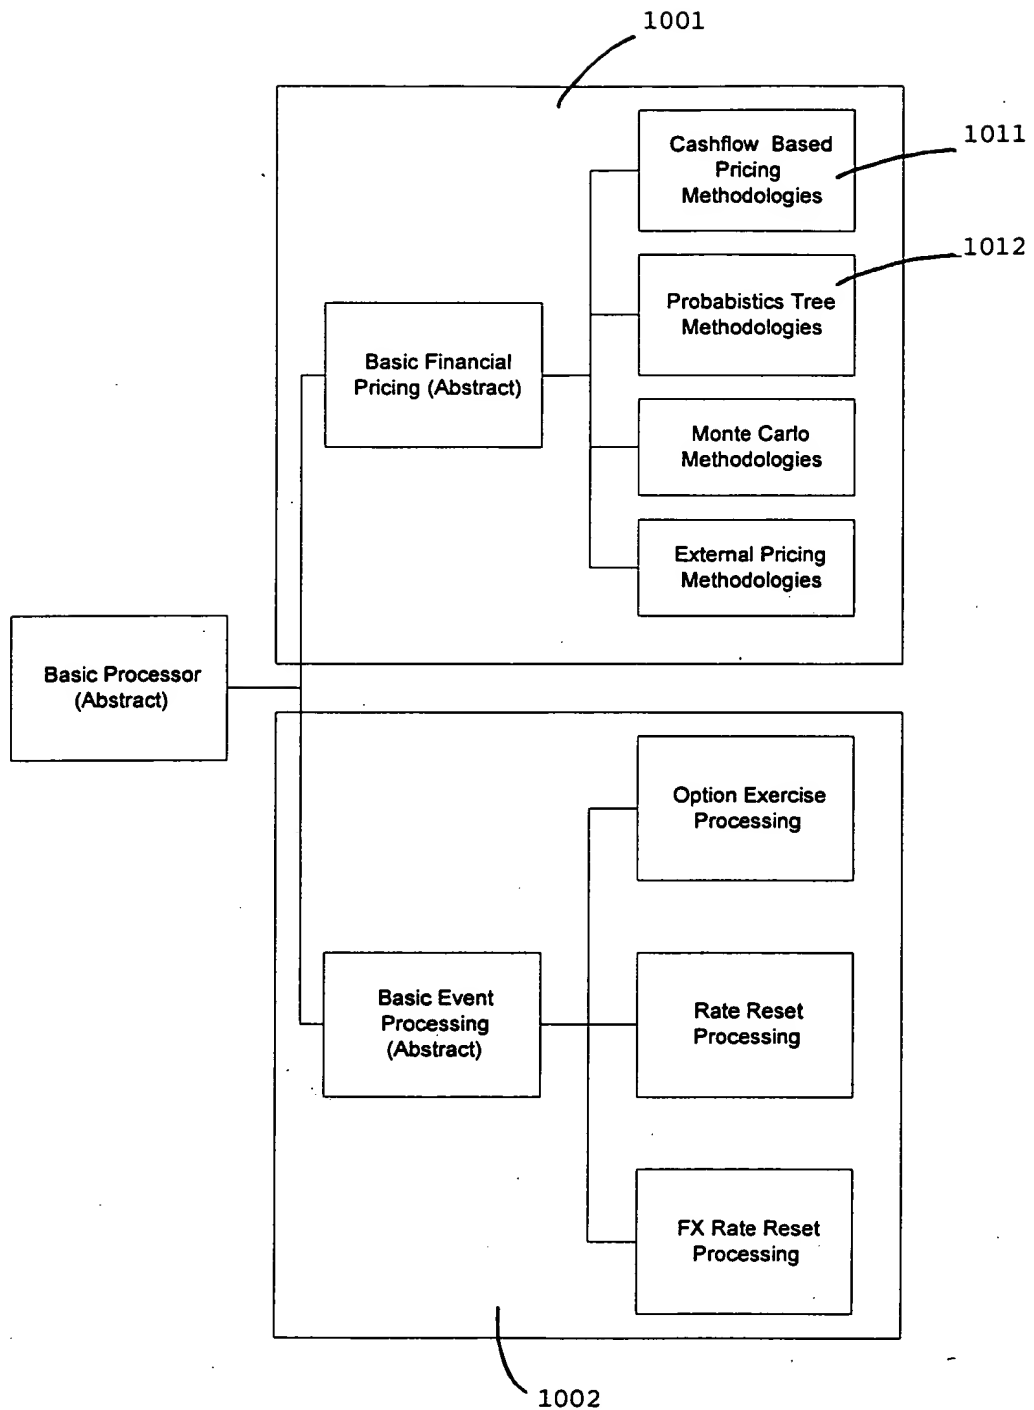 1001
Cashflow Based
Pricing
Methodologies
1011
1012
Probabistics Tree
Methodologies
Basic Financial
Pricing (Abstract)
Monte Carlo
Methodologies
External Pricing
Methodologies
Basic Processor
(Abstract)
Option Exercise
Processing
Basic Event
Processing
(Abstract)
Rate Reset
Processing
FX Rate Reset
Processing
1002